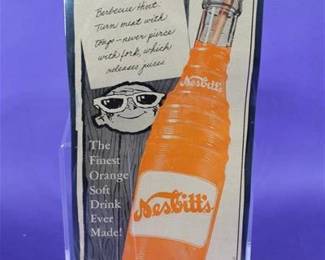 Barbecue Hint
Turn meat with
tongs—never pierce
with fork, which
releases juices
Nesbitt's
The
Finest
Orange
Soft
Drink
Ever
Made!
Nesbitt's